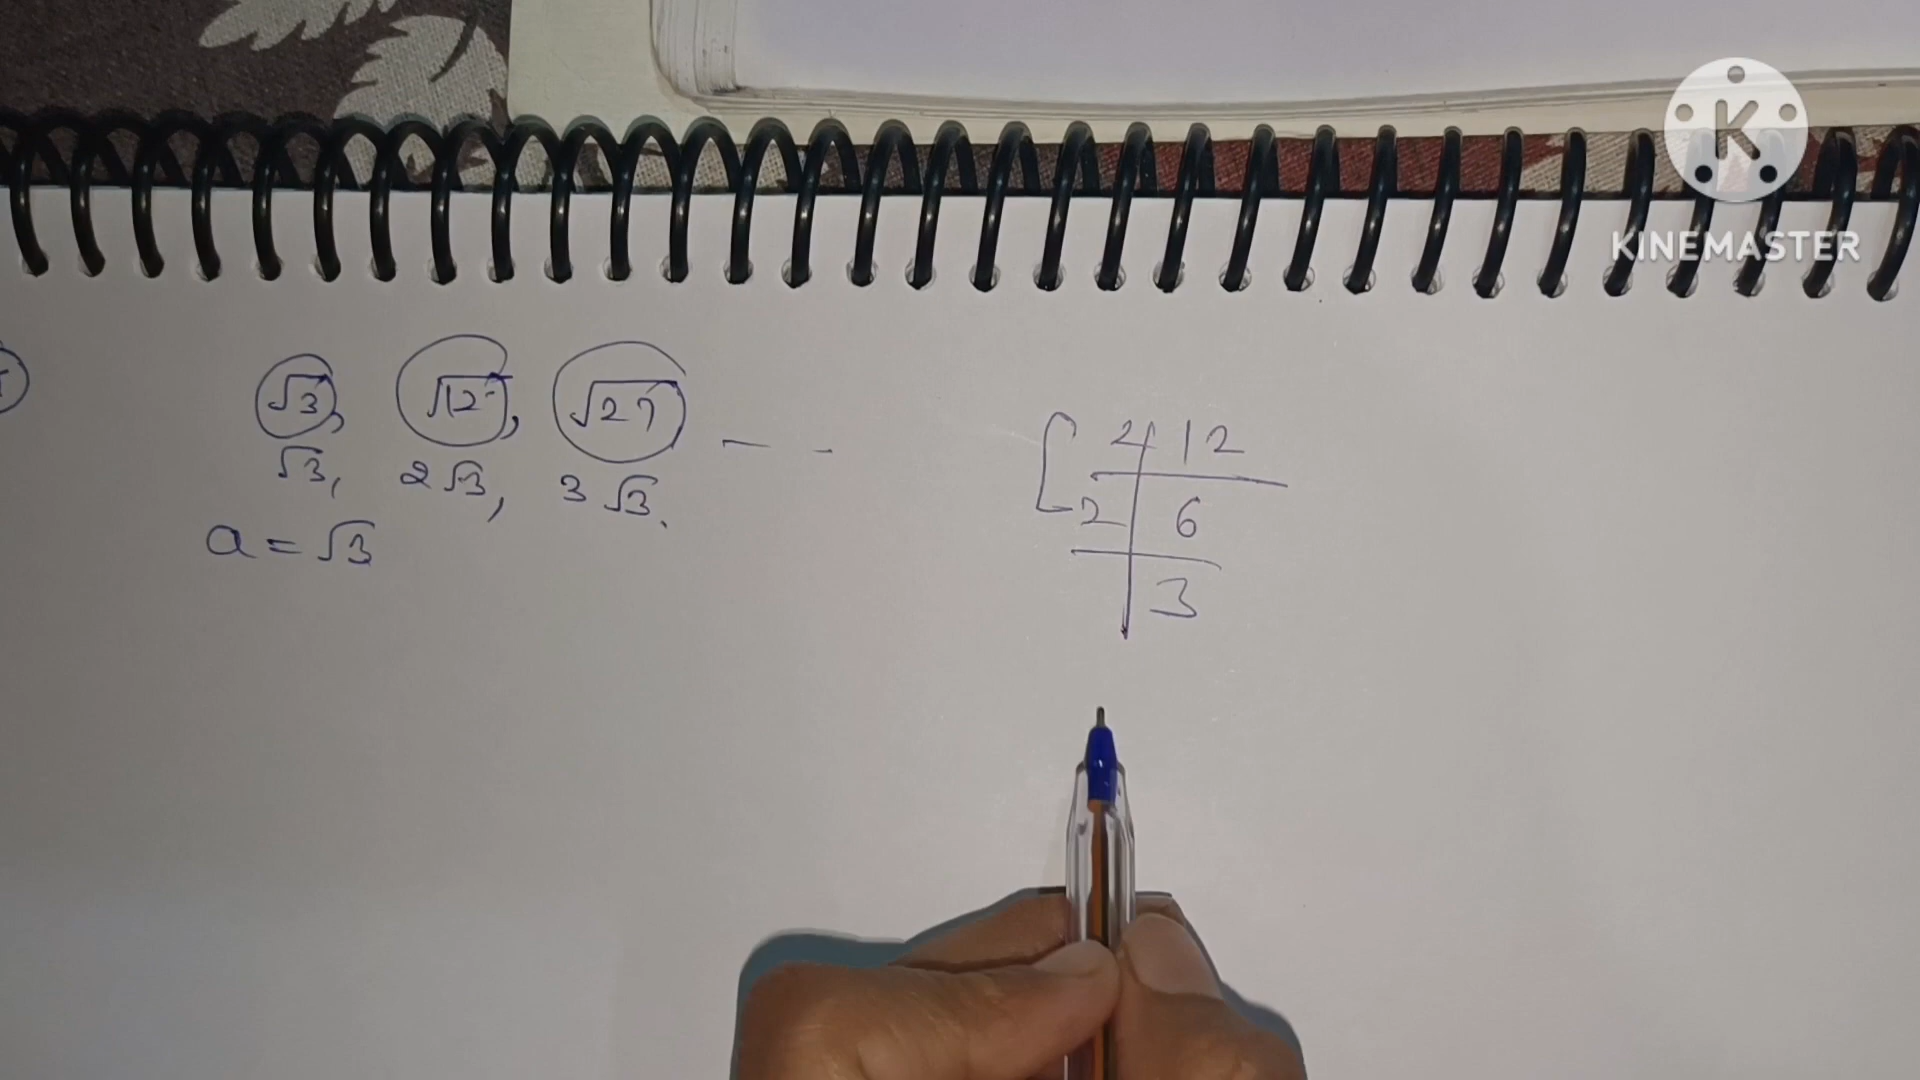 √3, √12, √27 - -
√3, 2√3, 3√3.
a = √3
2 12
2 6
3
K
KINEMASTER